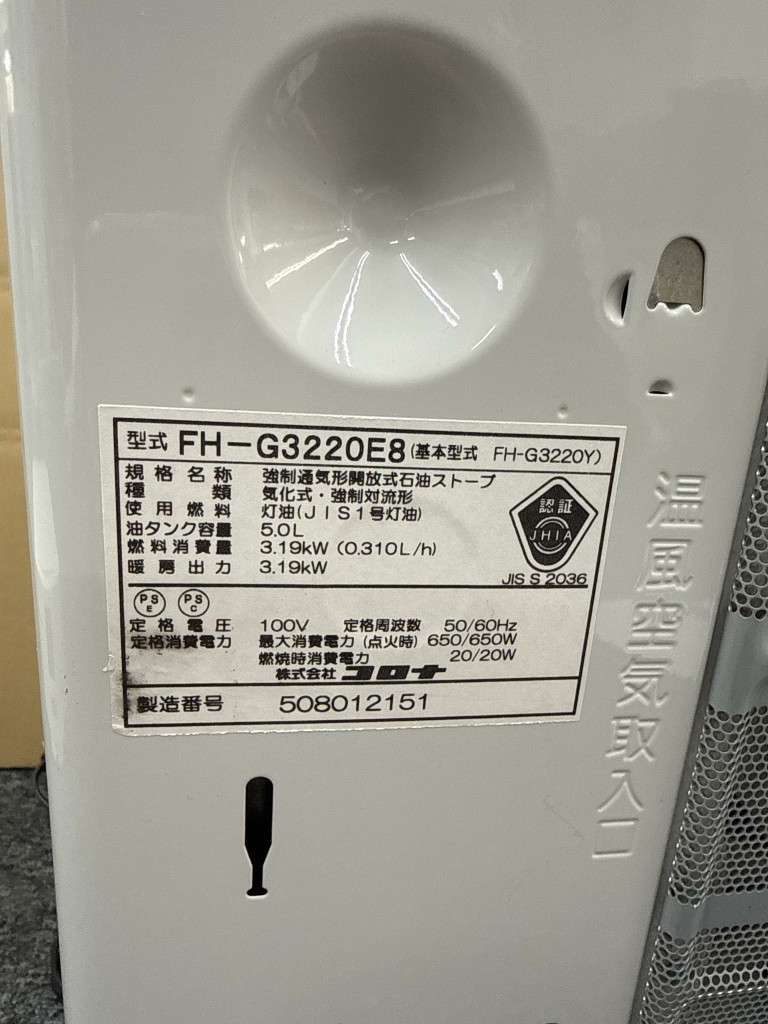 型式 FH-G3220E8(基本型式 FH-G3220Y)
規格名称 強制通気形開放式石油ストーブ
種類 気化式・強制対流形
使用燃料 灯油(JIS1号灯油)
油タンク容量 5.0L
燃料消費量 3.19kW (0.310L/h)
暖房出力 3.19kW
認証
JHIA
JIS S 2036
PS E PS C
定格電圧 100V 定格周波数 50/60Hz
定格消費電力 最大消費電力(点火時) 650/650W
燃焼時消費電力 20/20W
株式会社コロナ
製造番号 508012151
温風空気取入口